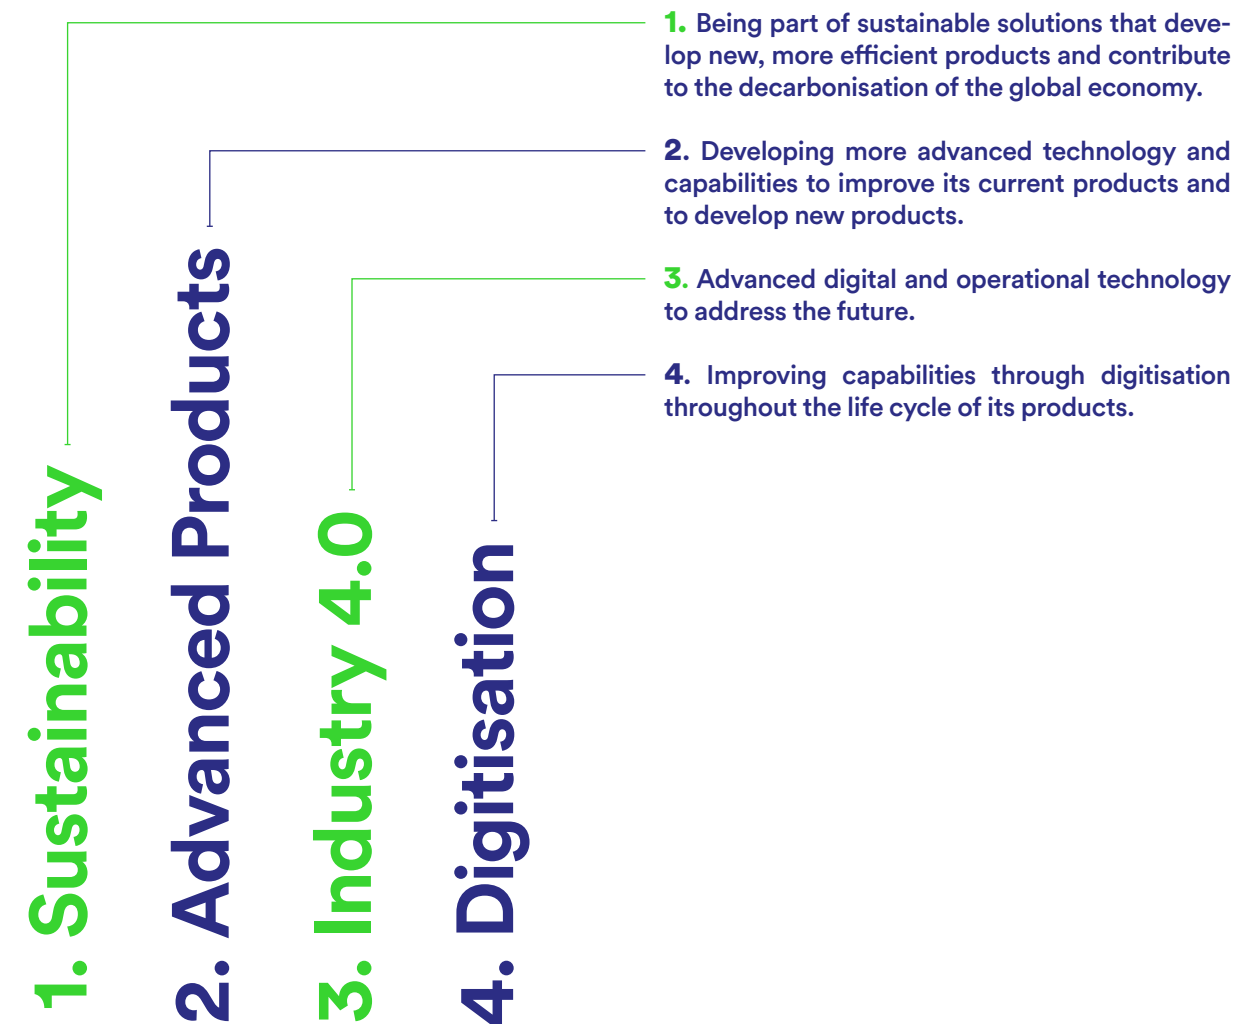 1. Being part of sustainable solutions that deve-
lop new, more efficient products and contribute
to the decarbonisation of the global economy.
2. Developing more advanced technology and
capabilities to improve its current products and
to develop new products.
3. Advanced digital and operational technology
to address the future.
4. Improving capabilities through digitisation
throughout the life cycle of its products.
1. Sustainability
2. Advanced Products
3. Industry 4.0
4. Digitisation